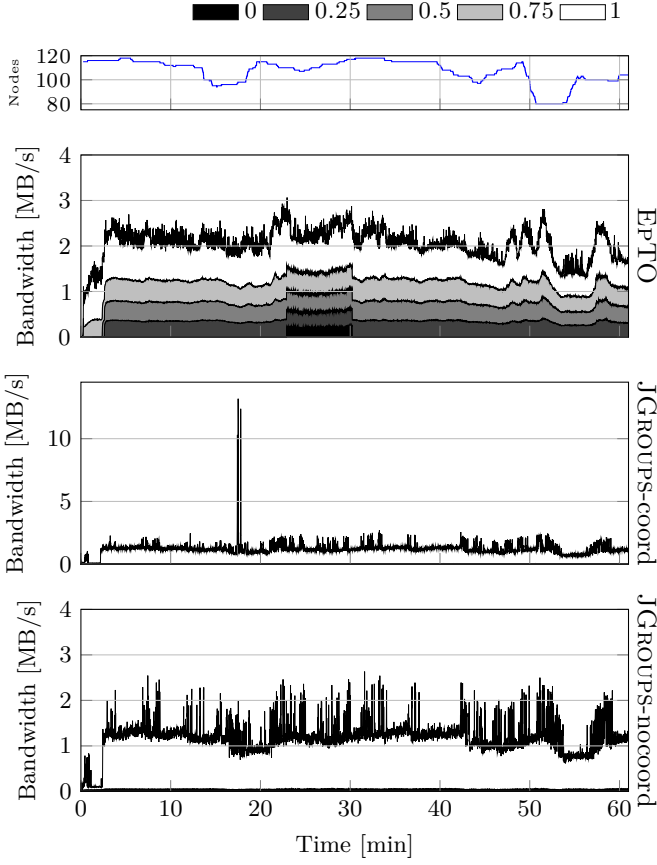 0 0.25 0.5 0.75 1
Nodes
120
100
80
Bandwidth [MB/s]
4
3
2
1
0
EpTO
Bandwidth [MB/s]
10
5
0
JGroups-coord
Bandwidth [MB/s]
4
3
2
1
0
JGroups-nocoord
0 10 20 30 40 50 60
Time [min]